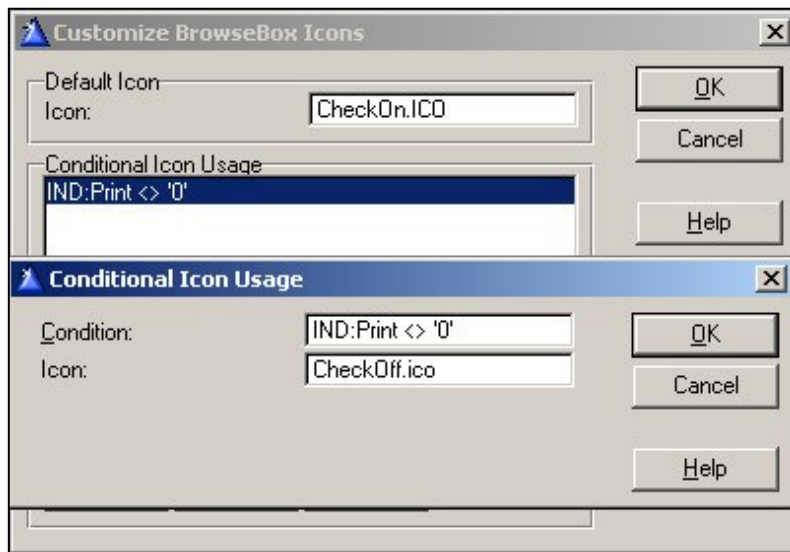 Customize BrowseBox Icons
Default Icon
Icon:
CheckOn.ICO
OK
Cancel
Conditional Icon Usage
IND:Print <> '0'
Help
Conditional Icon Usage
Condition:
IND:Print <> '0'
OK
Icon:
CheckOff.ico
Cancel
Help